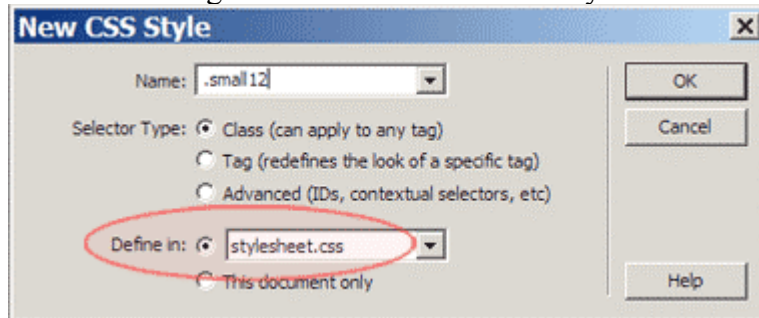 New CSS Style
Name: .small12
OK
Selector Type: Class (can apply to any tag)
Cancel
Tag (redefines the look of a specific tag)
Advanced (IDs, contextual selectors, etc)
Define in: stylesheet.css
This document only
Help